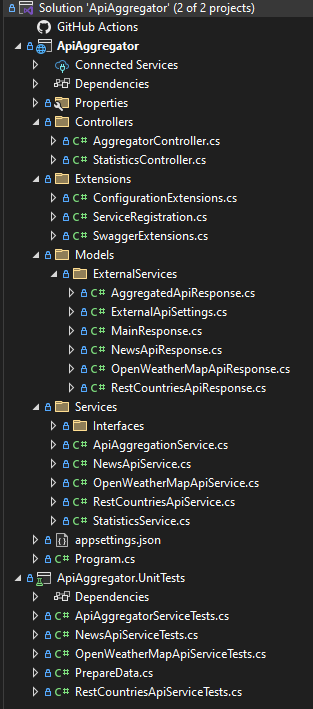 Solution 'ApiAggregator' (2 of 2 projects)
GitHub Actions
ApiAggregator
Connected Services
Dependencies
Properties
Controllers
C# AggregatorController.cs
C# StatisticsController.cs
Extensions
C# ConfigurationExtensions.cs
C# ServiceRegistration.cs
C# SwaggerExtensions.cs
Models
ExternalServices
C# AggregatedApiResponse.cs
C# ExternalApiSettings.cs
C# MainResponse.cs
C# NewsApiResponse.cs
C# OpenWeatherMapApiResponse.cs
C# RestCountriesApiResponse.cs
Services
Interfaces
C# ApiAggregationService.cs
C# NewsApiService.cs
C# OpenWeatherMapApiService.cs
C# RestCountriesApiService.cs
C# StatisticsService.cs
appsettings.json
C# Program.cs
ApiAggregator.UnitTests
Dependencies
C# ApiAggregatorServiceTests.cs
C# NewsApiServiceTests.cs
C# OpenWeatherMapApiServiceTests.cs
C# PrepareData.cs
C# RestCountriesApiServiceTests.cs